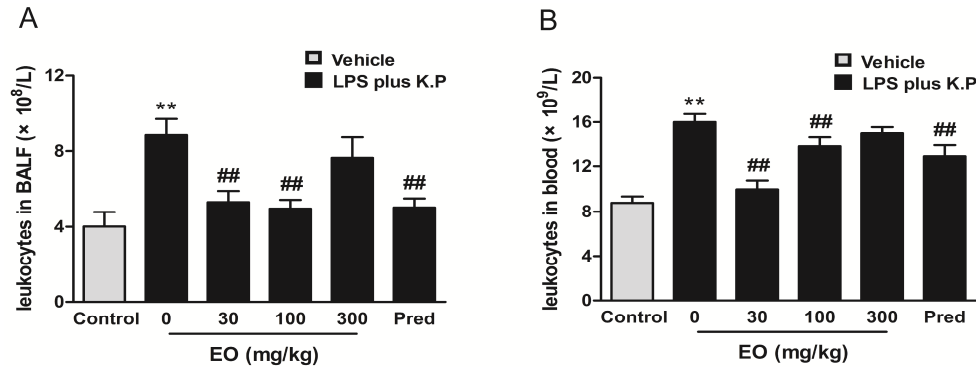 A
Vehicle
LPS plus K.P
leukocytes in BALF (× 10⁸/L)
12
8
4
0
**
##
##
##
Control 0 30 100 300 Pred
EO (mg/kg)
B
Vehicle
LPS plus K.P
leukocytes in blood (× 10⁹/L)
20
16
12
8
4
0
**
##
##
##
Control 0 30 100 300 Pred
EO (mg/kg)